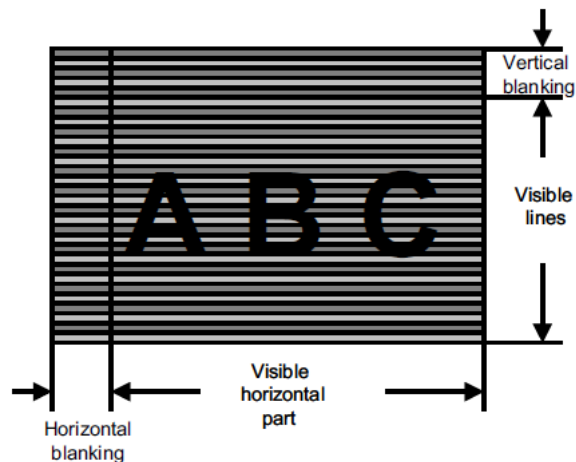 Vertical
blanking
A B C
Visible
lines
Visible
horizontal
part
Horizontal
blanking